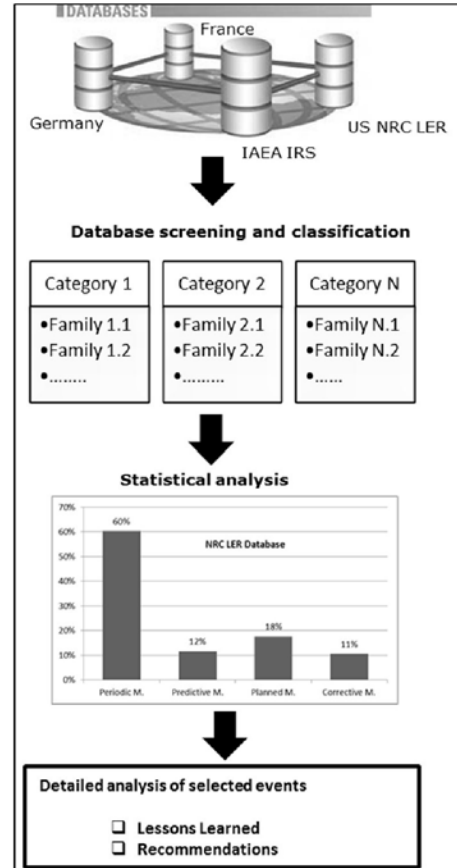 DATABASES
France
Germany
US NRC LER
IAEA IRS
Database screening and classification
Category 1
•Family 1.1
•Family 1.2
•........
Category 2
•Family 2.1
•Family 2.2
•.........
Category N
•Family N.1
•Family N.2
•......
Statistical analysis
70%
60%
50%
40%
30%
20%
10%
0%
NRC LER Database
60%
12%
18%
11%
Periodic M.
Predictive M.
Planned M.
Corrective M.
Detailed analysis of selected events
❑ Lessons Learned
❑ Recommendations